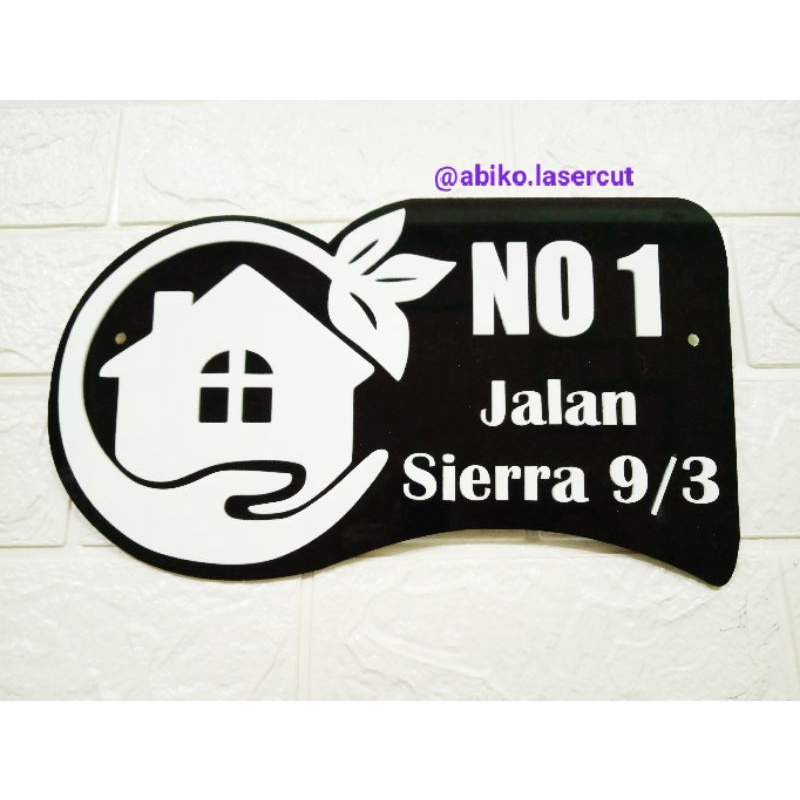 @abiko.lasercut
NO 1
Jalan
Sierra 9/3